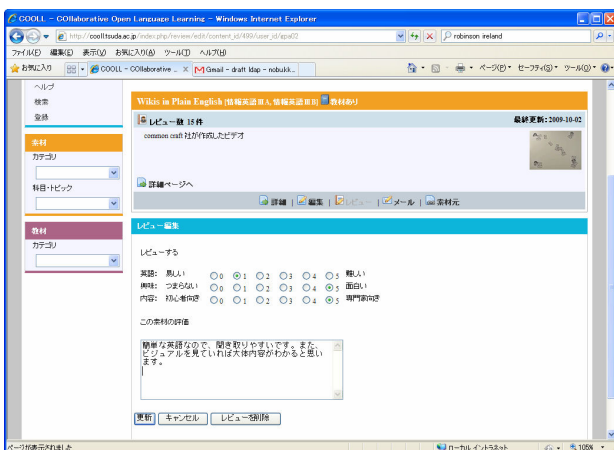 COOLL - COllaborative Open Language Learning - Windows Internet Explorer
http://cooll.tsuda.ac.jp/index.php/review/edit/content_id/499/user_id/spa02
robinson ireland
ファイル(F) 編集(E) 表示(V) お気に入り(A) ツール(T) ヘルプ(H)
お気に入り COOLL - COllaborative ... X Gmail - draft ldap - nobukk... ページ(P) セーフティ(S) ツール(O)
ヘルプ
検索
登録
素材
カテゴリ
科目・トピック
教材
カテゴリ
Wikis in Plain English [情報英語 III A, 情報英語 III B] 教材あり
レビュー数 15 件 最終更新: 2009-10-02
common craft 社が作成したビデオ
詳細ページへ
詳細 | 編集 | レビュー | メール | 素材元
レビュー編集
レビューする
英語: 易しい 0 1 2 3 4 5 難しい
興味: つまらない 0 1 2 3 4 5 面白い
内容: 初心者向き 0 1 2 3 4 5 専門家向き
この素材の評価
簡単な英語なので、聞き取りやすいです。また、
ビジュアルを見ていれば大体内容がわかると思い
ます。
更新 キャンセル レビューを削除
ページが表示されました ローカル イントラネット 105%